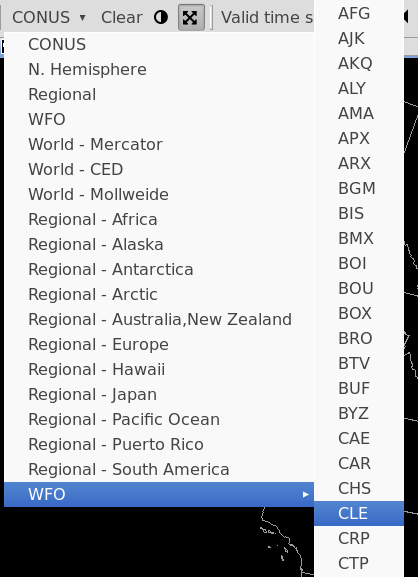 CONUS ▾ Clear Valid time s
CONUS
N. Hemisphere
Regional
WFO
World - Mercator
World - CED
World - Mollweide
Regional - Africa
Regional - Alaska
Regional - Antarctica
Regional - Arctic
Regional - Australia,New Zealand
Regional - Europe
Regional - Hawaii
Regional - Japan
Regional - Pacific Ocean
Regional - Puerto Rico
Regional - South America
WFO ▸
AFG
AJK
AKQ
ALY
AMA
APX
ARX
BGM
BIS
BMX
BOI
BOU
BOX
BRO
BTV
BUF
BYZ
CAE
CAR
CHS
CLE
CRP
CTP